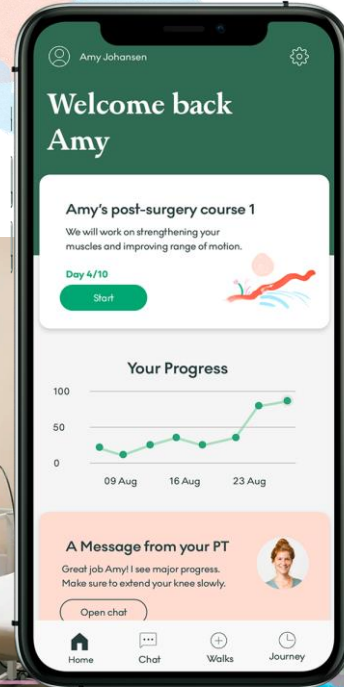 Amy Johansen
Welcome back
Amy
Amy's post-surgery course 1
We will work on strengthening your
muscles and improving range of motion.
Day 4/10
Start
Your Progress
100
50
0
09 Aug 16 Aug 23 Aug
A Message from your PT
Great job Amy! I see major progress.
Make sure to extend your knee slowly.
Open chat
Home Chat Walks Journey